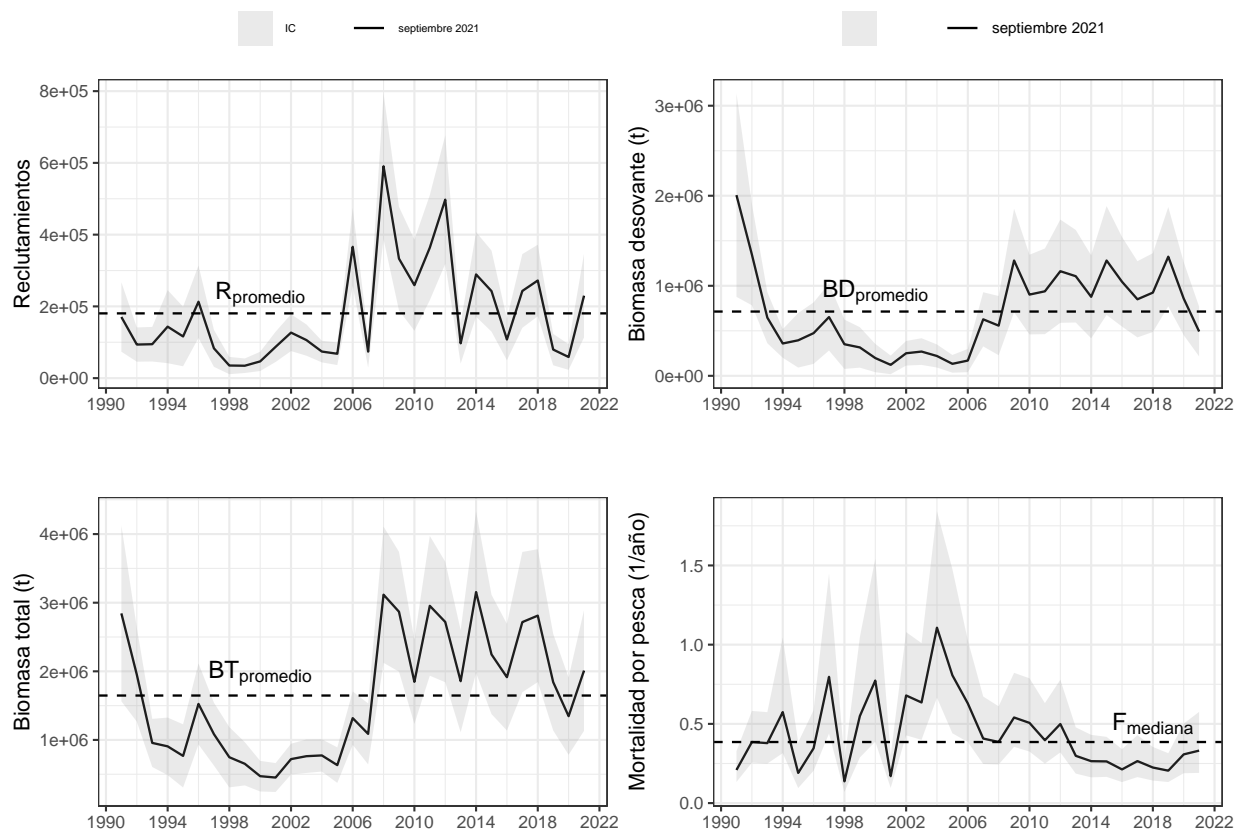 IC septiembre 2021
septiembre 2021
Reclutamientos
8e+05
6e+05
4e+05
2e+05
0e+00
Rpromedio
1990 1994 1998 2002 2006 2010 2014 2018 2022
Biomasa desovante (t)
3e+06
2e+06
1e+06
0e+00
BDpromedio
1990 1994 1998 2002 2006 2010 2014 2018 2022
Biomasa total (t)
4e+06
3e+06
2e+06
1e+06
BTpromedio
1990 1994 1998 2002 2006 2010 2014 2018 2022
Mortalidad por pesca (1/año)
1.5
1.0
0.5
0.0
Fmediana
1990 1994 1998 2002 2006 2010 2014 2018 2022